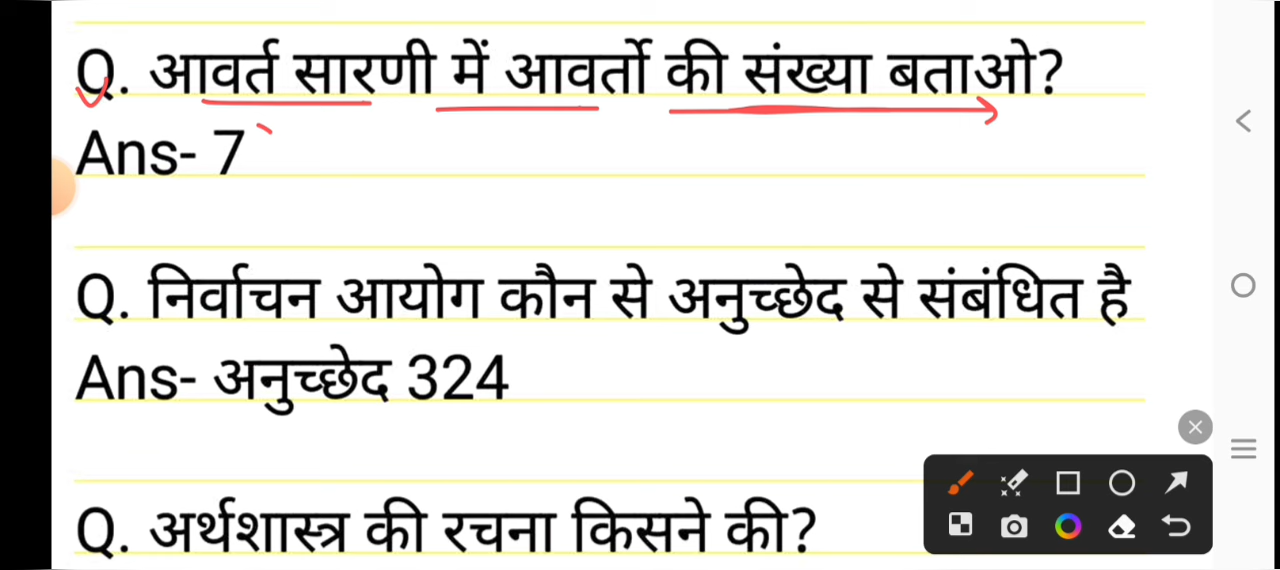 Q. आवर्त सारणी में आवर्तो की संख्या बताओ?
Ans- 7
Q. निर्वाचन आयोग कौन से अनुच्छेद से संबंधित है
Ans- अनुच्छेद 324
Q. अर्थशास्त्र की रचना किसने की?